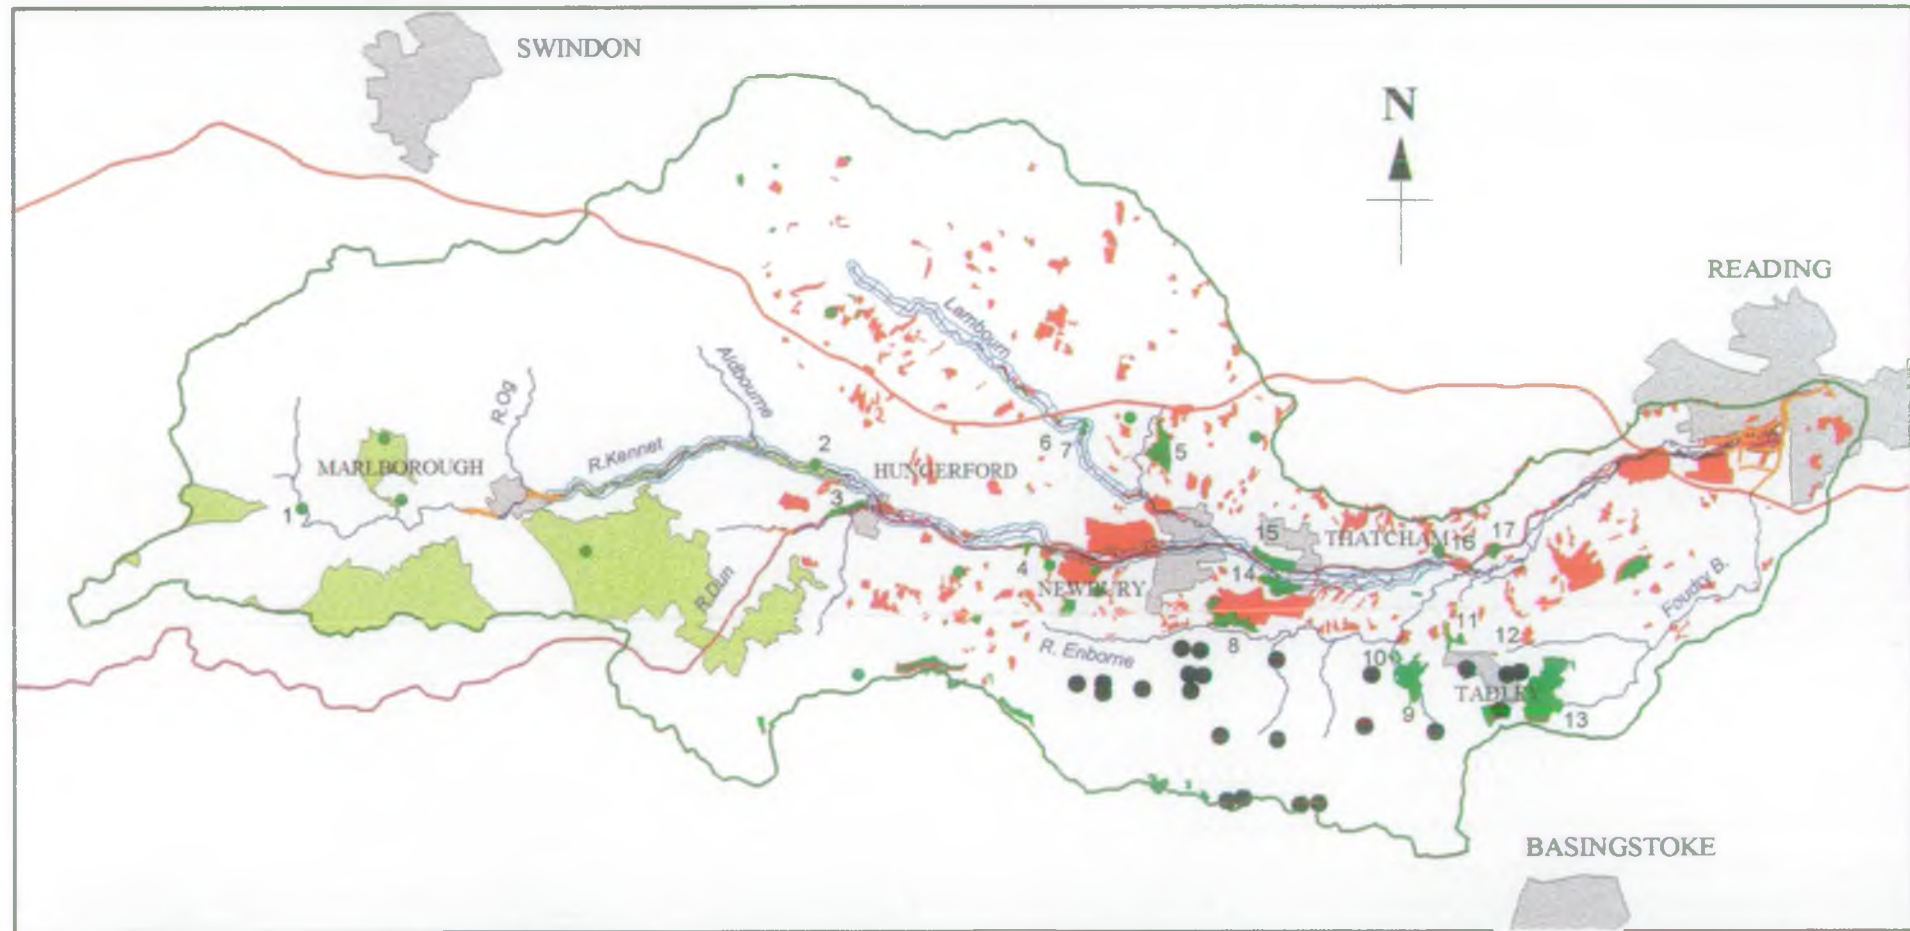 SWINDON
N
READING
Lambourn
Aldbourne
R.Og
R.Kennet
2
6
7
5
MARLBOROUGH
HUNGERFORD
1
3
15
THATCHAM
16
17
4
14
NEWBURY
R.Dun
Foudry B.
8
11
12
R. Enborne
10
TADLEY
9
13
BASINGSTOKE